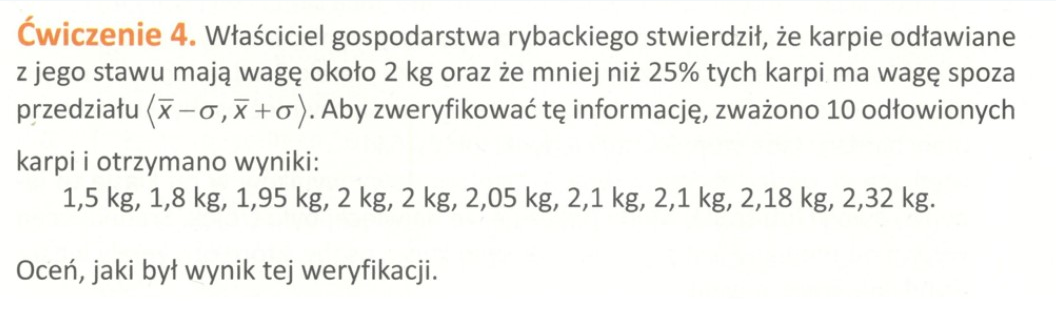 Ćwiczenie 4. Właściciel gospodarstwa rybackiego stwierdził, że karpie odławiane
z jego stawu mają wagę około 2 kg oraz że mniej niż 25% tych karpi ma wagę spoza
przedziału ⟨x̅ − σ, x̅ + σ⟩. Aby zweryfikować tę informację, zważono 10 odłowionych
karpi i otrzymano wyniki:
1,5 kg, 1,8 kg, 1,95 kg, 2 kg, 2 kg, 2,05 kg, 2,1 kg, 2,1 kg, 2,18 kg, 2,32 kg.
Oceń, jaki był wynik tej weryfikacji.